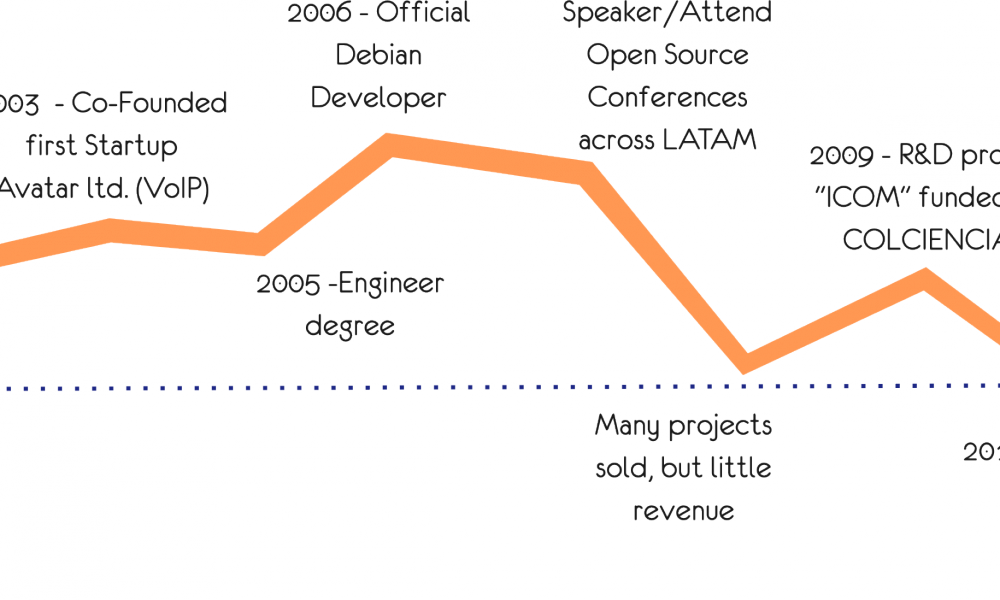 003 - Co-Founded
first Startup
Avatar ltd. (VoIP)
2005 -Engineer
degree
2006 - Official
Debian
Developer
Speaker/Attend
Open Source
Conferences
across LATAM
Many projects
sold, but little
revenue
2009 - R&D pro
"ICOM" funded
COLCIENCIA
201